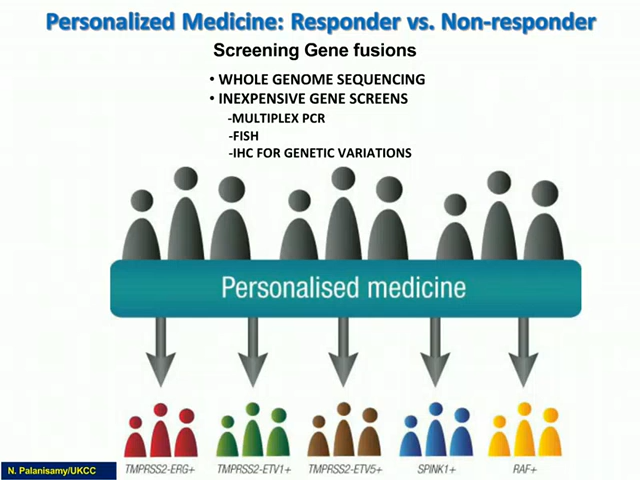 Personalized Medicine: Responder vs. Non-responder
Screening Gene fusions
• WHOLE GENOME SEQUENCING
• INEXPENSIVE GENE SCREENS
-MULTIPLEX PCR
-FISH
-IHC FOR GENETIC VARIATIONS
Personalised medicine
TMPRSS2-ERG+ TMPRSS2-ETV1+ TMPRSS2-ETV5+ SPINK1+ RAF+
N. Palanisamy/UKCC